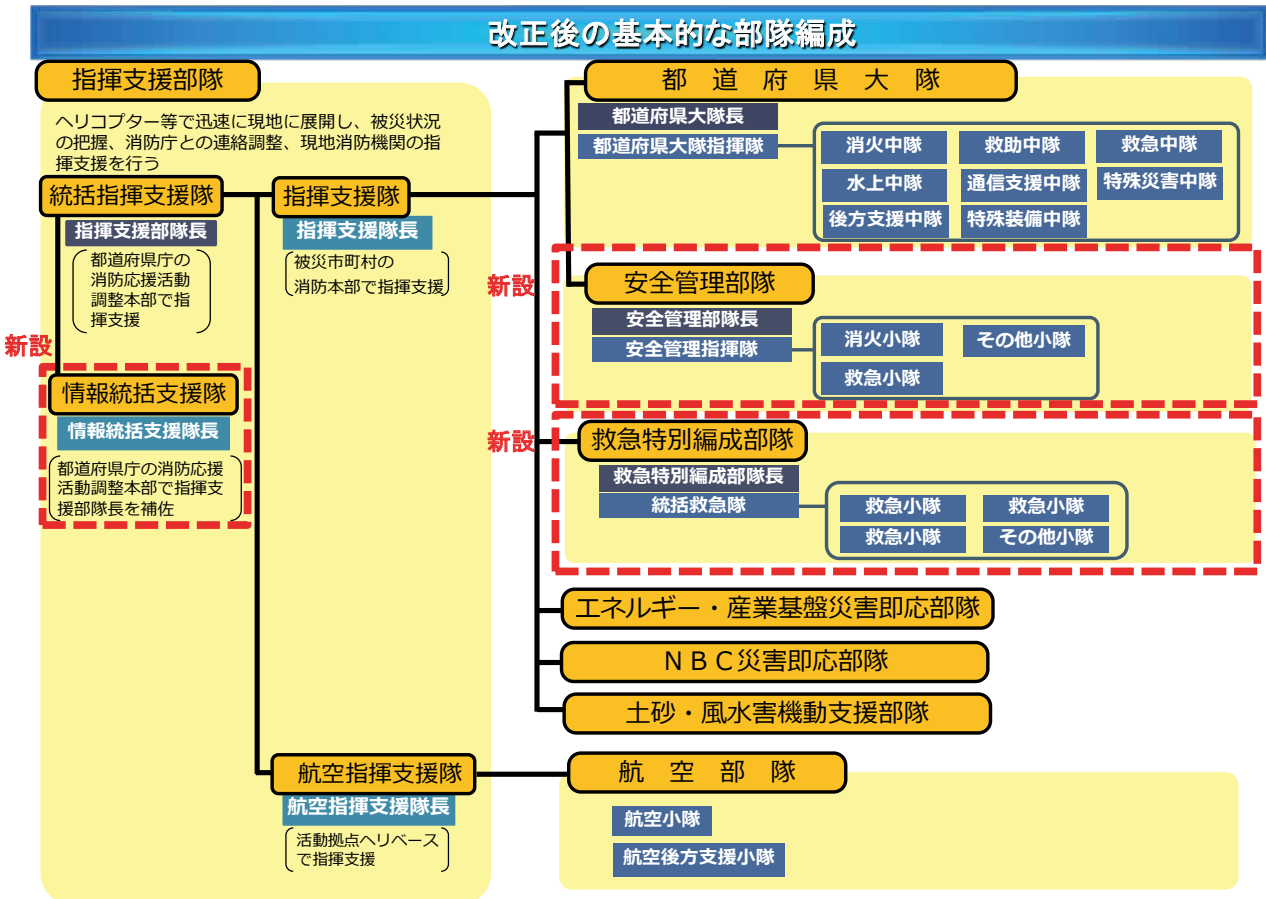 改正後の基本的な部隊編成
指揮支援部隊
ヘリコプター等で迅速に現地に展開し、被災状況
の把握、消防庁との連絡調整、現地消防機関の指
揮支援を行う
統括指揮支援隊
指揮支援部隊長
都道府県庁の
消防応援活動
調整本部で指
揮支援
新設
情報統括支援隊
情報統括支援隊長
都道府県庁の消防応援
活動調整本部で指揮支
援部隊長を補佐
指揮支援隊
指揮支援隊長
被災市町村の
消防本部で指揮支援
航空指揮支援隊
航空指揮支援隊長
活動拠点ヘリベース
で指揮支援
都道府県大隊
都道府県大隊長
都道府県大隊指揮隊
消火中隊 救助中隊 救急中隊
水上中隊 通信支援中隊 特殊災害中隊
後方支援中隊 特殊装備中隊
新設
安全管理部隊
安全管理部隊長
安全管理指揮隊
消火小隊 その他小隊
救急小隊
新設
救急特別編成部隊
救急特別編成部隊長
統括救急隊
救急小隊 救急小隊
救急小隊 その他小隊
エネルギー・産業基盤災害即応部隊
ＮＢＣ災害即応部隊
土砂・風水害機動支援部隊
航空部隊
航空小隊
航空後方支援小隊